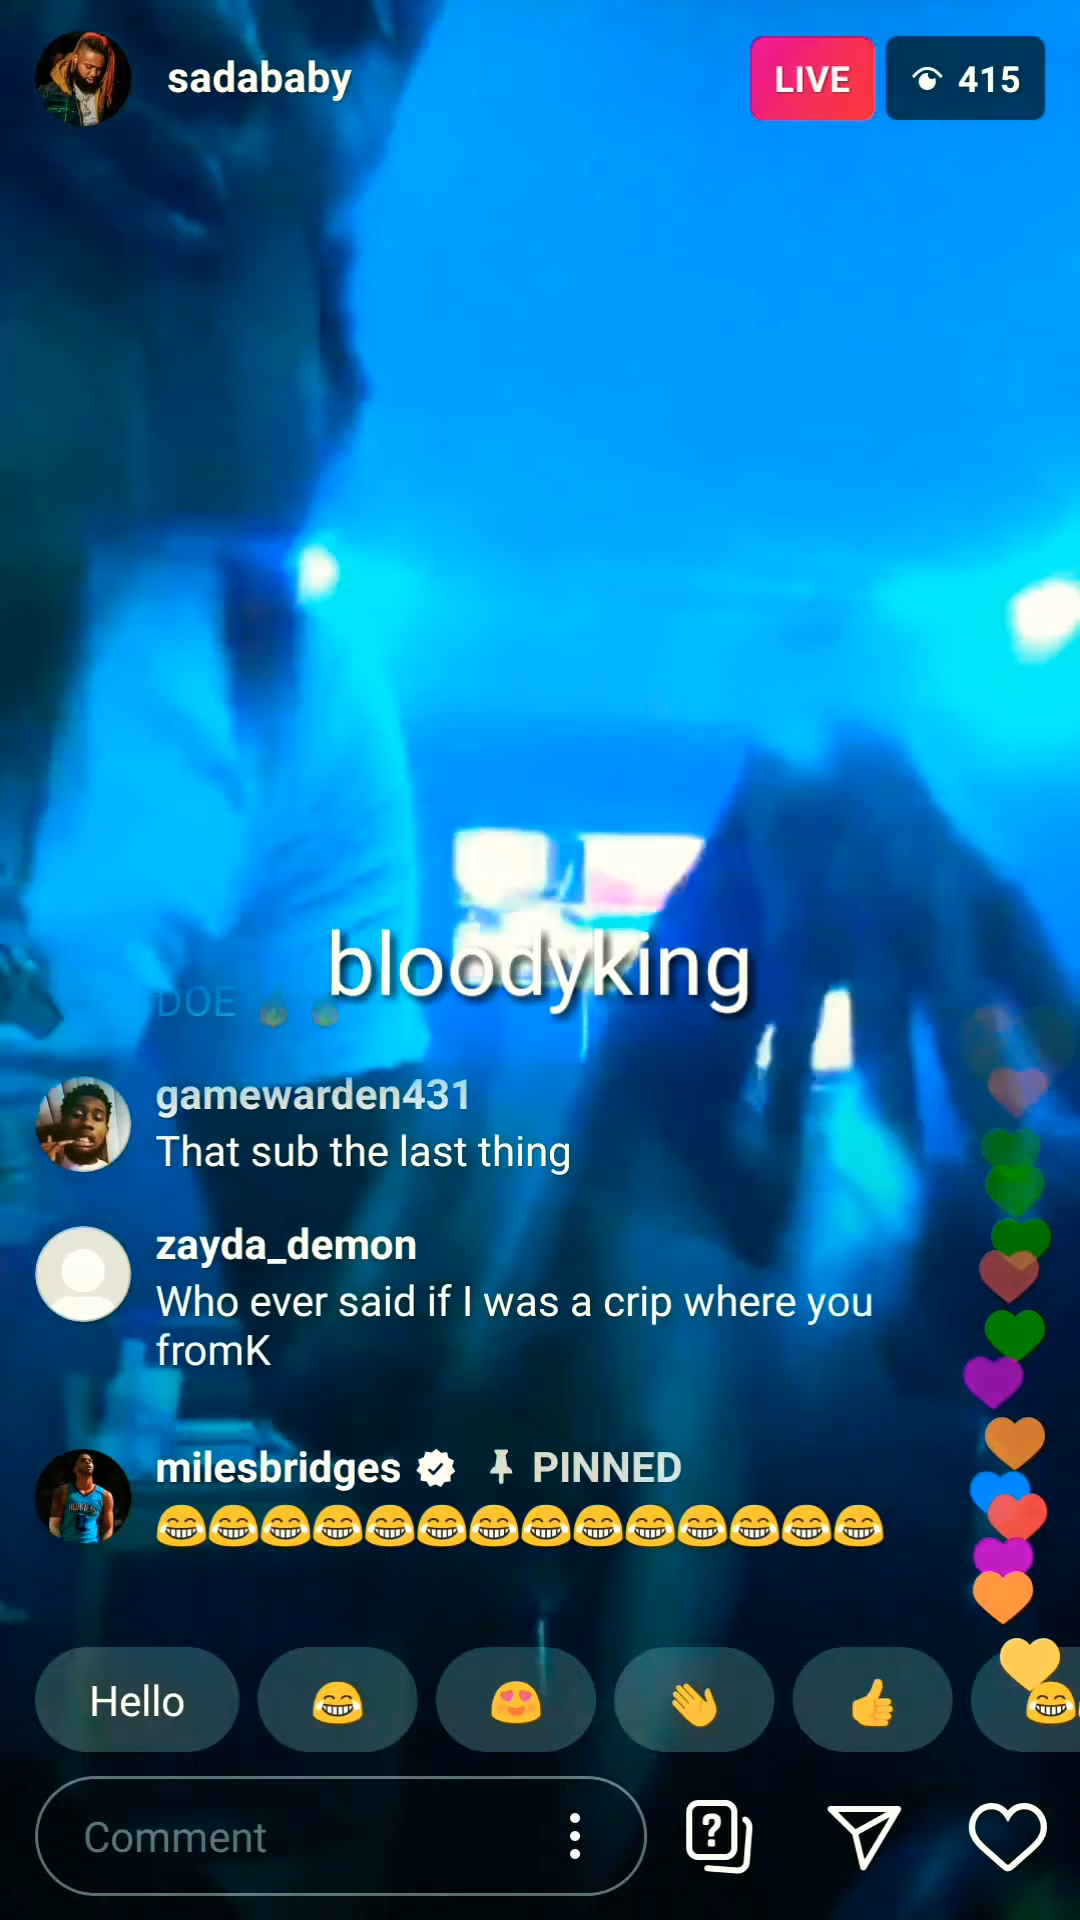 sadababy
LIVE
415
bloodyking
DOE
gamewarden431
That sub the last thing
zayda_demon
Who ever said if I was a crip where you
fromK
milesbridges PINNED
😂😂😂😂😂😂😂😂😂😂😂😂😂😂
Hello
Comment